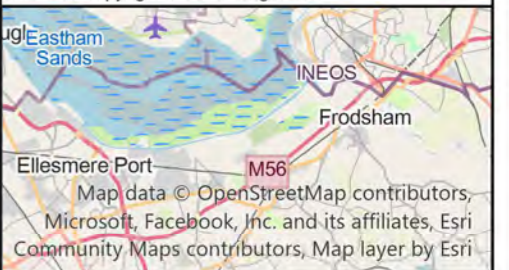 Eastham
Sands
INEOS
Frodsham
Ellesmere Port
M56
Map data © OpenStreetMap contributors,
Microsoft, Facebook, Inc. and its affiliates, Esri
Community Maps contributors, Map layer by Esri